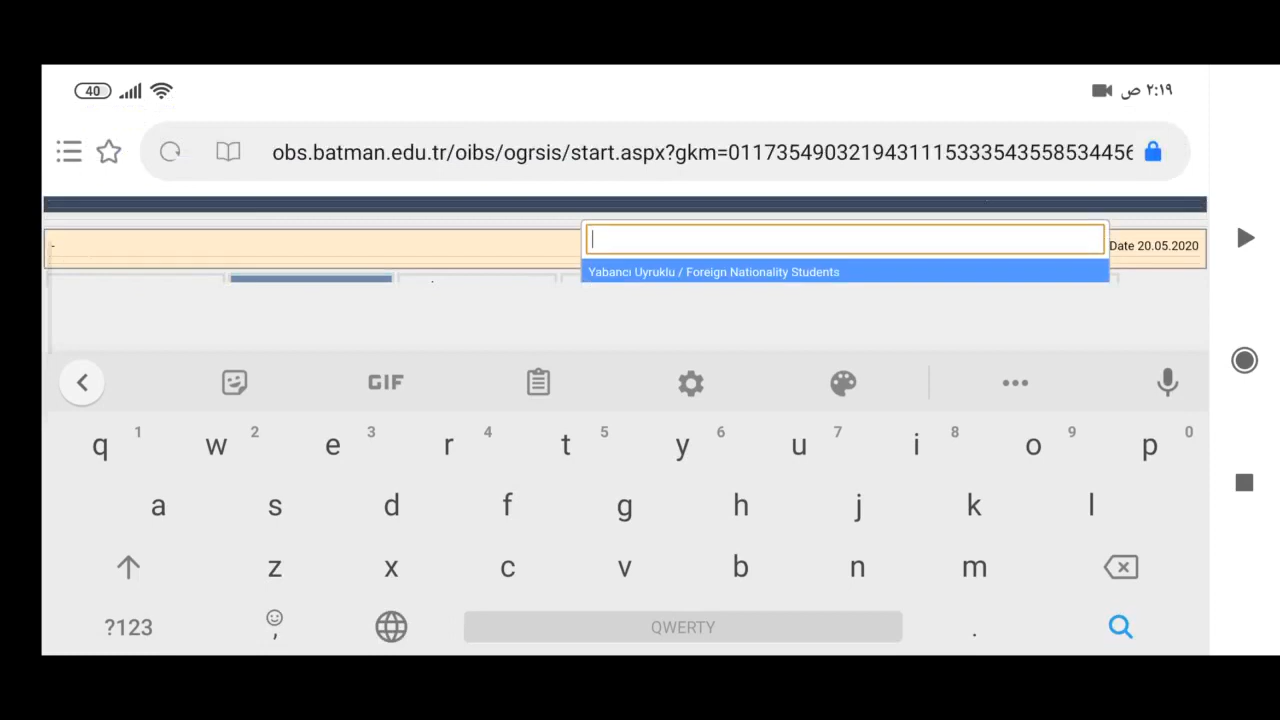 40
٢:١٩ ص
obs.batman.edu.tr/oibs/ogrsis/start.aspx?gkm=0117354903219431115333543558534456
Date 20.05.2020
Yabancı Uyruklu / Foreign Nationality Students
GIF
q 1 w 2 e 3 r 4 t 5 y 6 u 7 i 8 o 9 p 0
a s d f g h j k l
z x c v b n m
?123 , QWERTY .